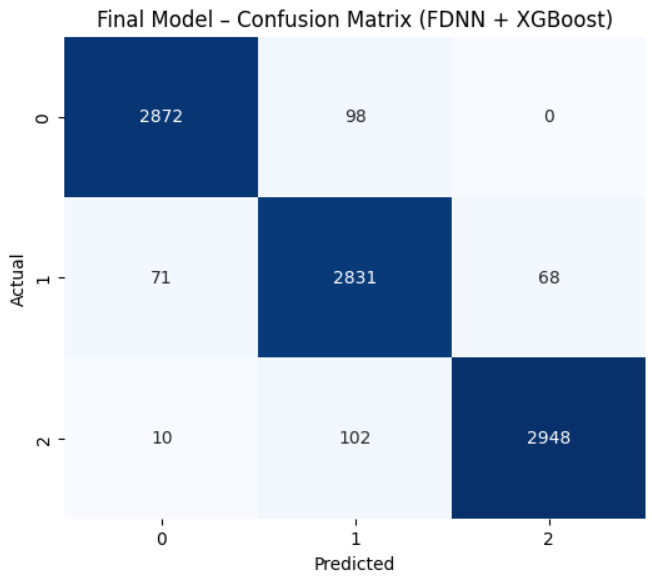 Final Model – Confusion Matrix (FDNN + XGBoost)
0
2872 98 0
Actual
1
71 2831 68
2
10 102 2948
0 1 2
Predicted